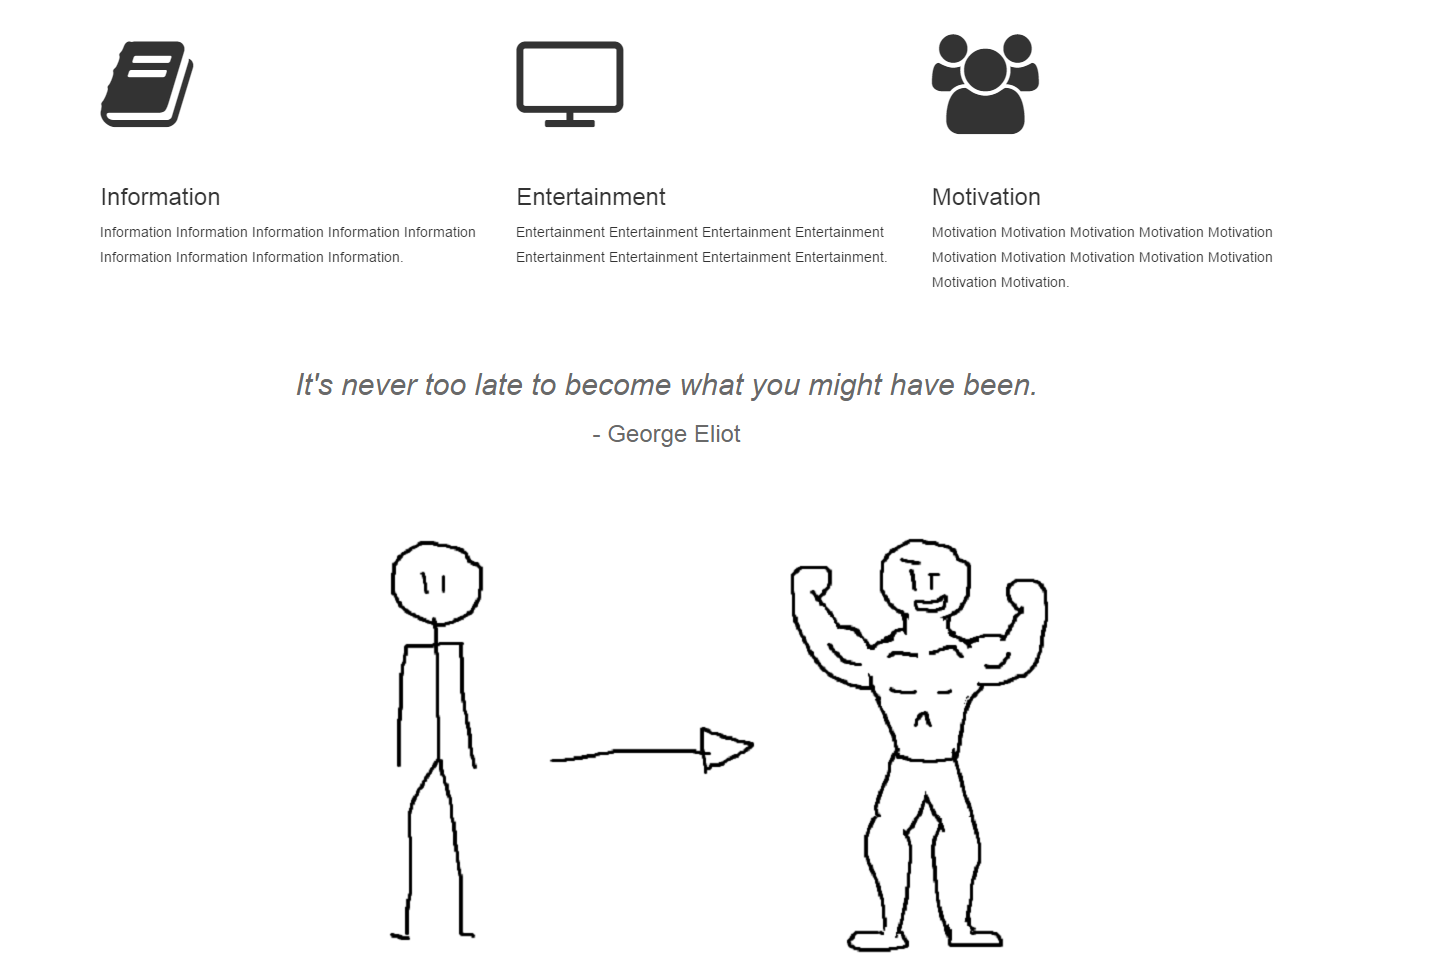 Information
Entertainment
Motivation
Information Information Information Information Information
Information Information Information Information.
Entertainment Entertainment Entertainment Entertainment
Entertainment Entertainment Entertainment Entertainment.
Motivation Motivation Motivation Motivation Motivation
Motivation Motivation Motivation Motivation Motivation
Motivation Motivation.
It's never too late to become what you might have been.
- George Eliot